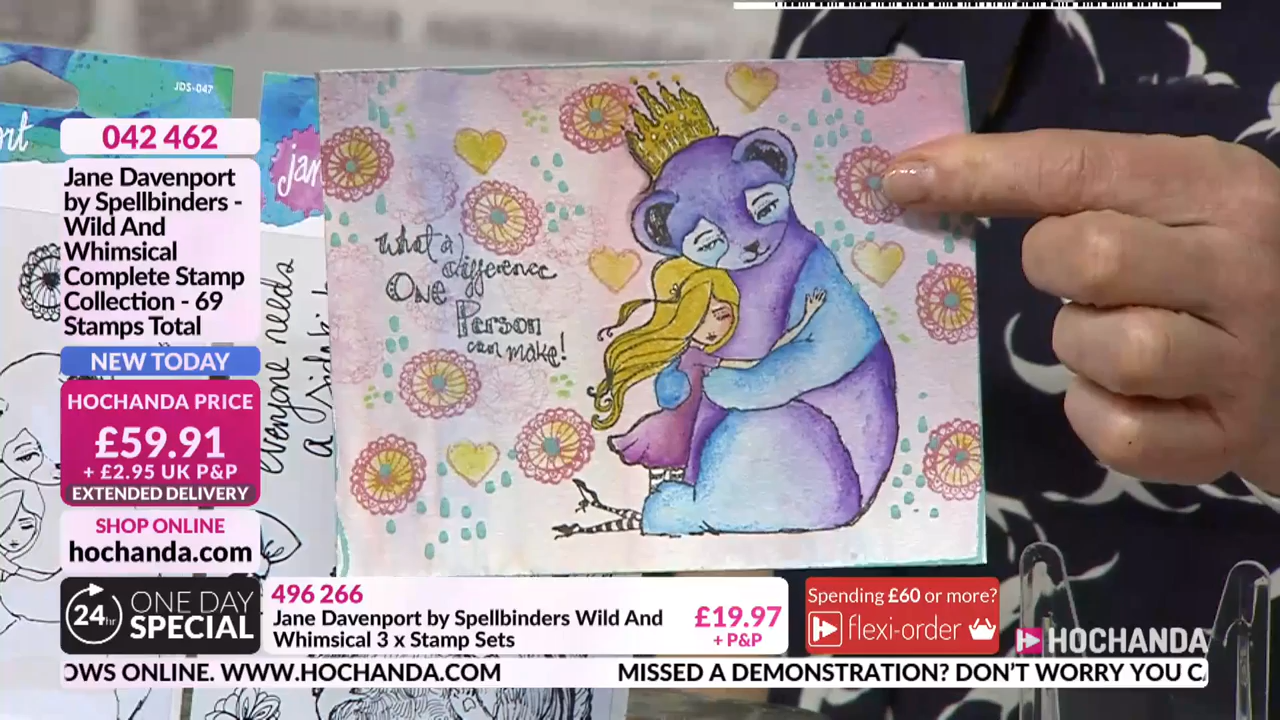 JDS-047
042 462
Jane Davenport
by Spellbinders -
Wild And
Whimsical
Complete Stamp
Collection - 69
Stamps Total
NEW TODAY
HOCHANDA PRICE
£59.91
+ £2.95 UK P&P
EXTENDED DELIVERY
SHOP ONLINE
hochanda.com
what a
difference
One
Person
can make!
everyone needs
24hr ONE DAY
SPECIAL
496 266
Jane Davenport by Spellbinders Wild And
Whimsical 3 x Stamp Sets
£19.97
+ P&P
Spending £60 or more?
flexi-order
HOCHANDA
OWS ONLINE. WWW.HOCHANDA.COM MISSED A DEMONSTRATION? DON'T WORRY YOU